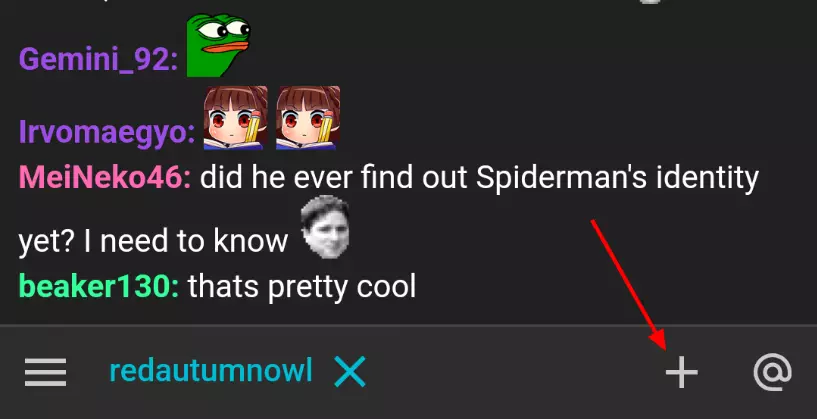 Gemini_92:
Irvomaegyo:
MeiNeko46: did he ever find out Spiderman's identity
yet? I need to know
beaker130: thats pretty cool
redautumnowl